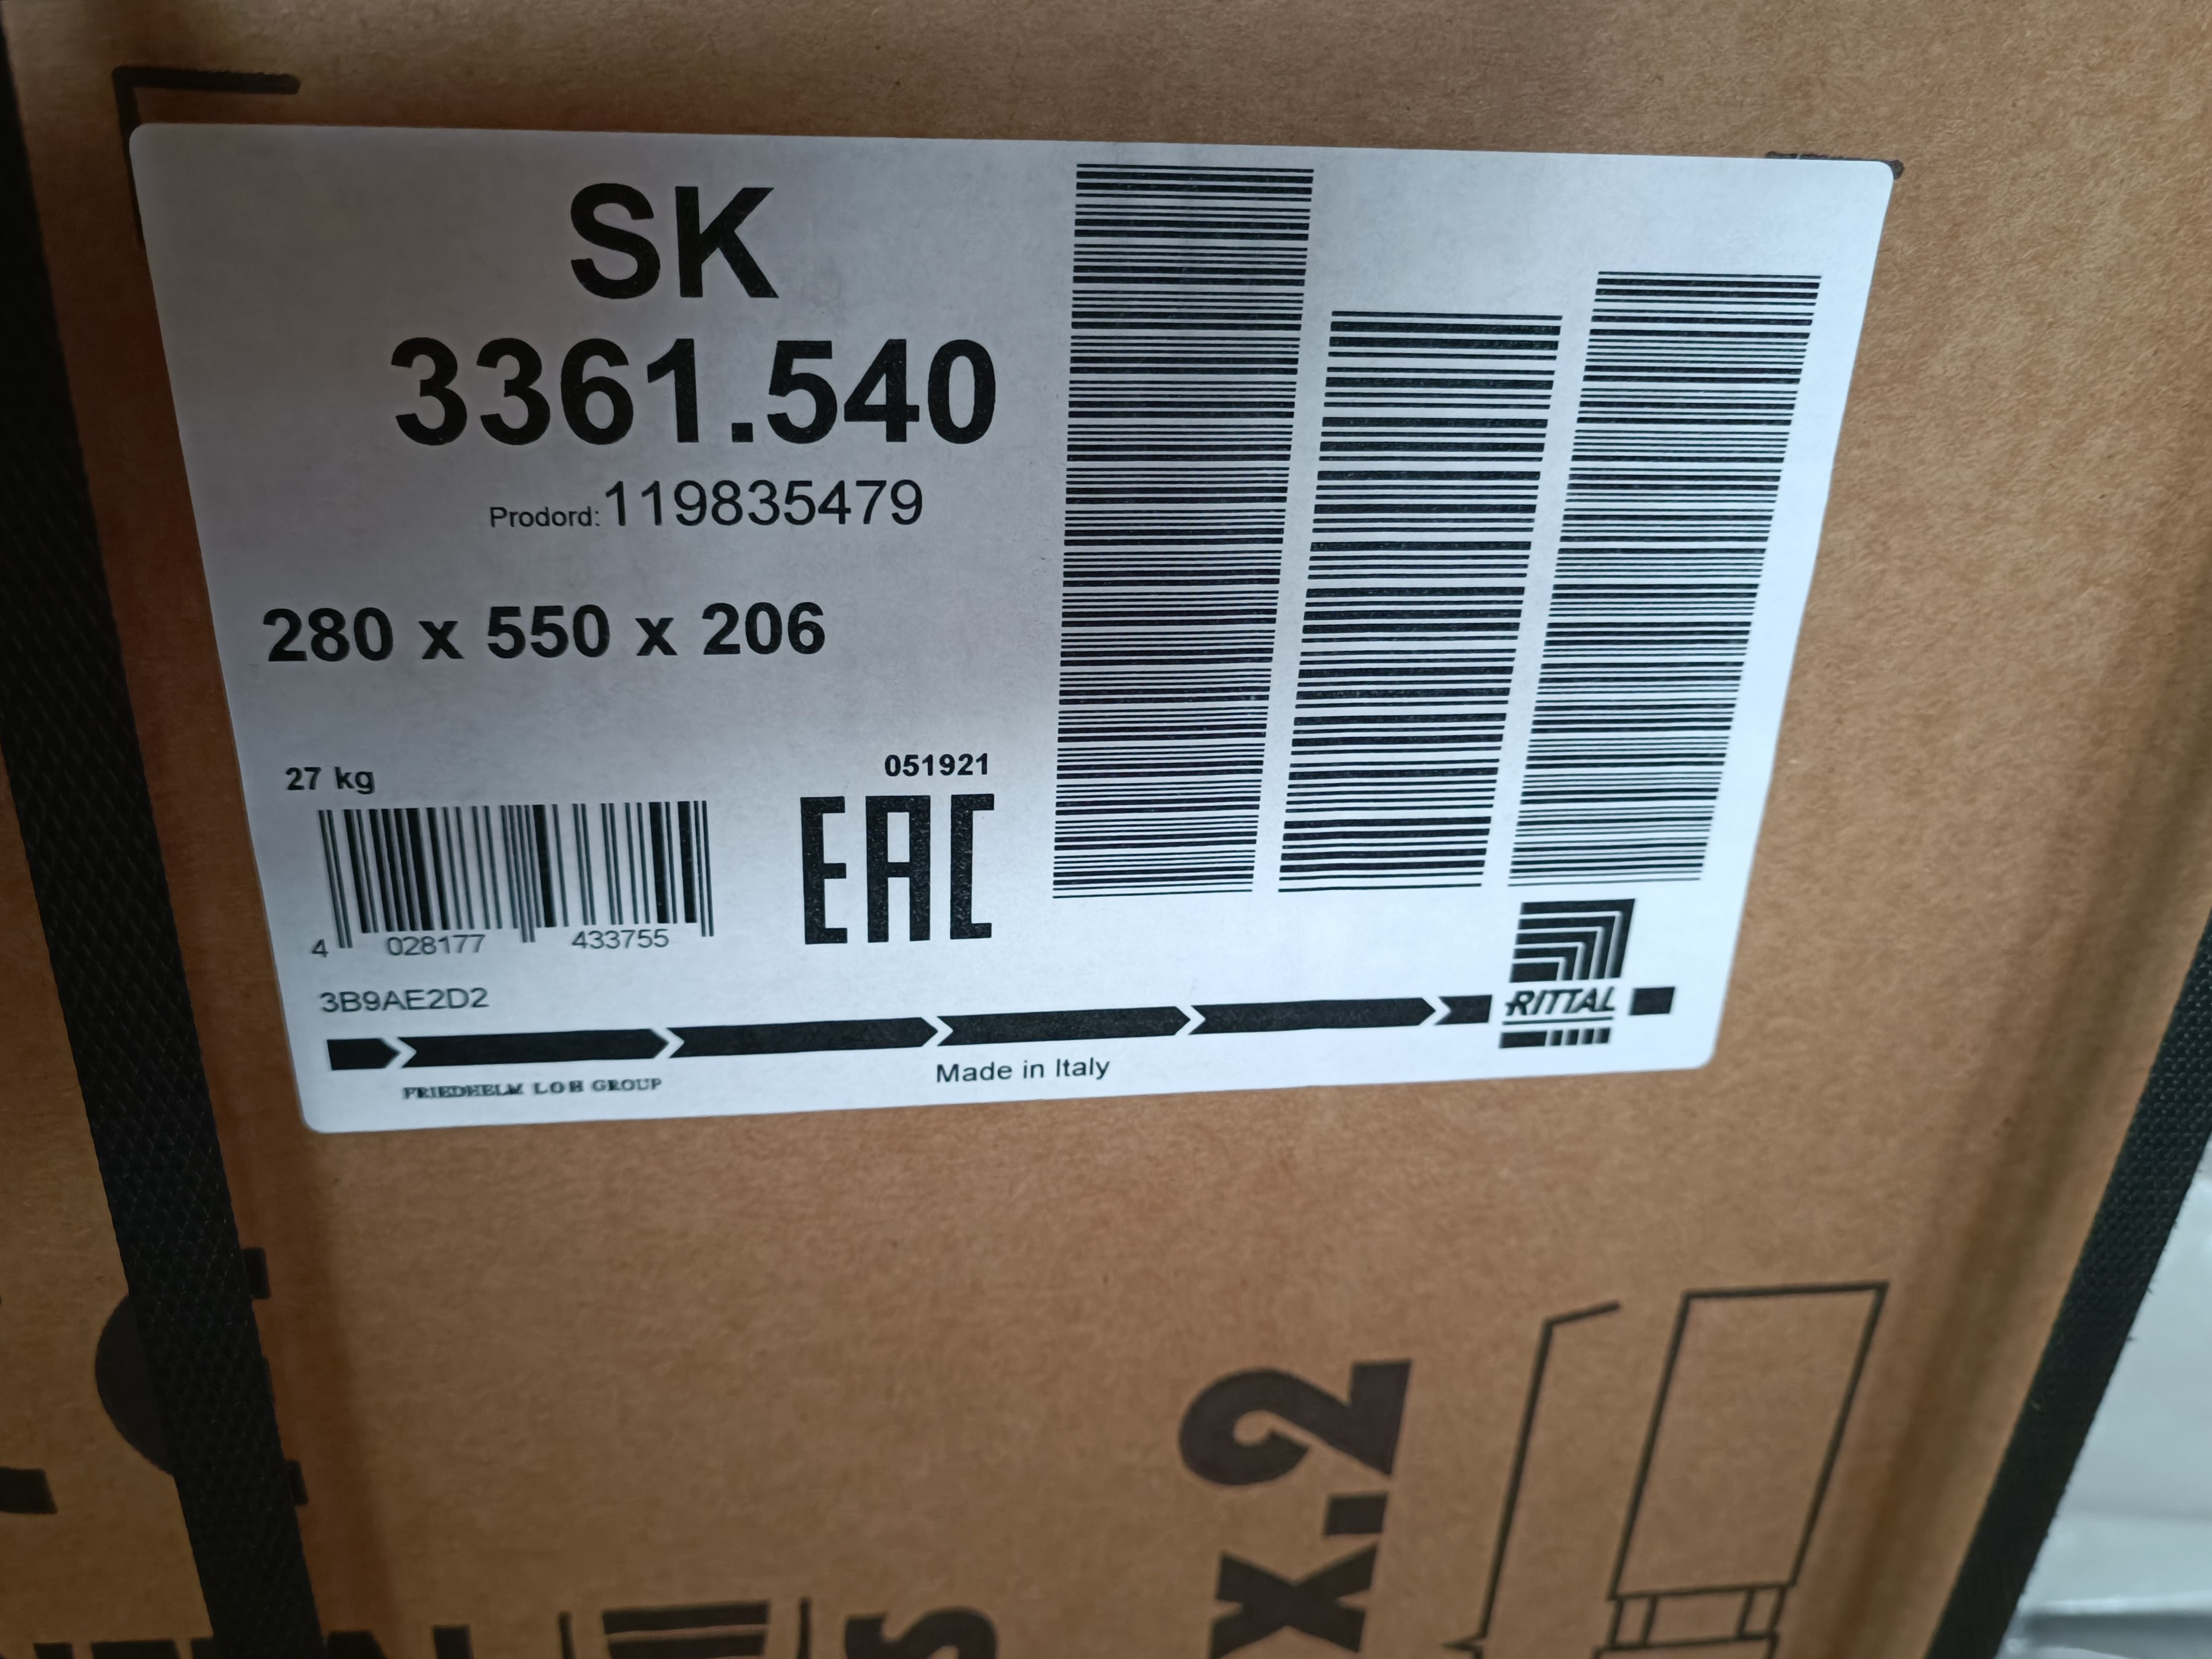 SK
3361.540
Prodord: 119835479
280 x 550 x 206
27 kg
051921
EAC
4 028177 433755
3B9AE2D2
RITTAL
FRIEDHELM LOH GROUP
Made in Italy
x.2